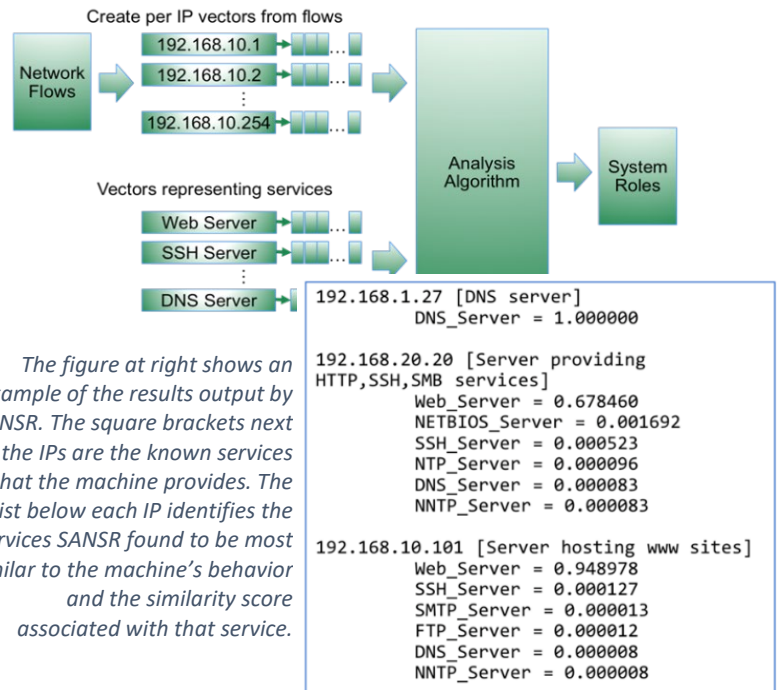 Create per IP vectors from flows
Network
Flows
192.168.10.1
...
192.168.10.2
...
⋮
192.168.10.254
...
Analysis
Algorithm
System
Roles
Vectors representing services
Web Server
...
SSH Server
...
⋮
DNS Server
The figure at right shows an
xample of the results output by
NSR. The square brackets next
the IPs are the known services
hat the machine provides. The
ist below each IP identifies the
rvices SANSR found to be most
milar to the machine's behavior
and the similarity score
associated with that service.
192.168.1.27 [DNS server]
DNS_Server = 1.000000
192.168.20.20 [Server providing
HTTP,SSH,SMB services]
Web_Server = 0.678460
NETBIOS_Server = 0.001692
SSH_Server = 0.000523
NTP_Server = 0.000096
DNS_Server = 0.000083
NNTP_Server = 0.000083
192.168.10.101 [Server hosting www sites]
Web_Server = 0.948978
SSH_Server = 0.000127
SMTP_Server = 0.000013
FTP_Server = 0.000012
DNS_Server = 0.000008
NNTP_Server = 0.000008